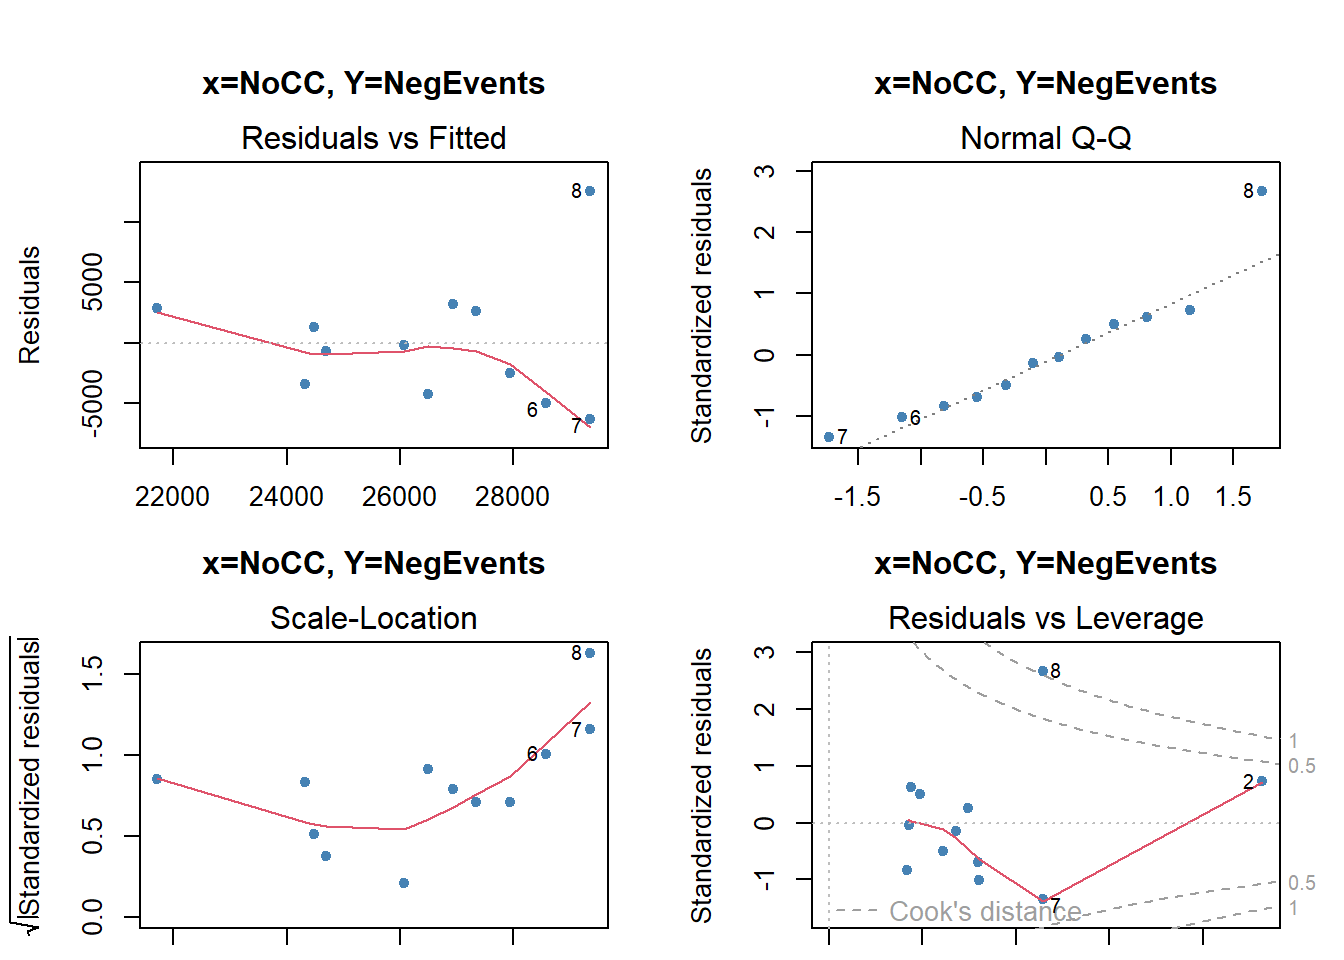 x=NoCC, Y=NegEvents
Residuals vs Fitted
Residuals
5000
-5000
8
6
7
22000 24000 26000 28000
x=NoCC, Y=NegEvents
Normal Q-Q
Standardized residuals
3
2
1
0
-1
8
6
7
-1.5 -0.5 0.5 1.0 1.5
x=NoCC, Y=NegEvents
Scale-Location
√|Standardized residuals|
1.5
1.0
0.5
0.0
8
7
6
x=NoCC, Y=NegEvents
Residuals vs Leverage
Standardized residuals
3
2
1
0
-1
8
2
7
1
0.5
0.5
1
Cook's distance